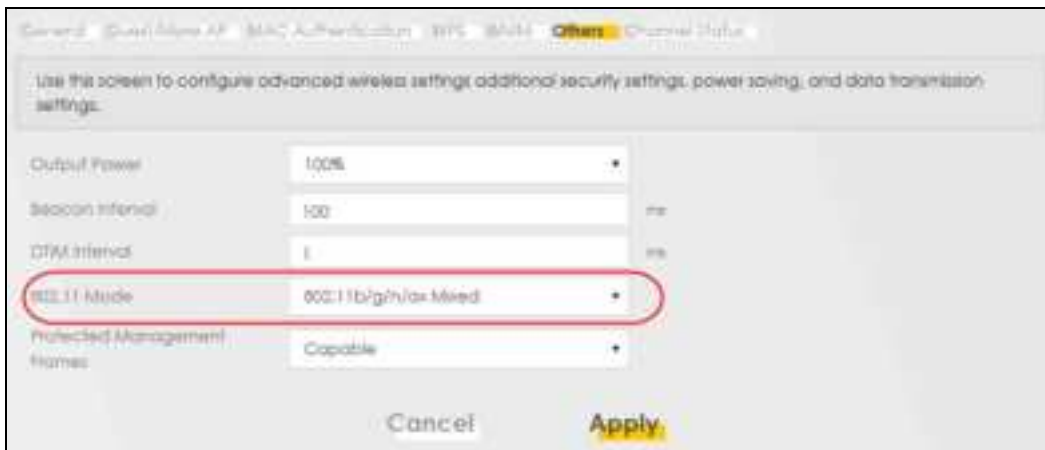 General Guest/More AP MAC Authentication WPS WMM Others Channel Status
Use this screen to configure advanced wireless settings additional security settings, power saving, and data transmission
settings.
Output Power 100%
Beacon Interval 100 ms
DTIM Interval 1 ms
802.11 Mode 802.11b/g/n/ax Mixed
Protected Management
Frames Capable
Cancel Apply